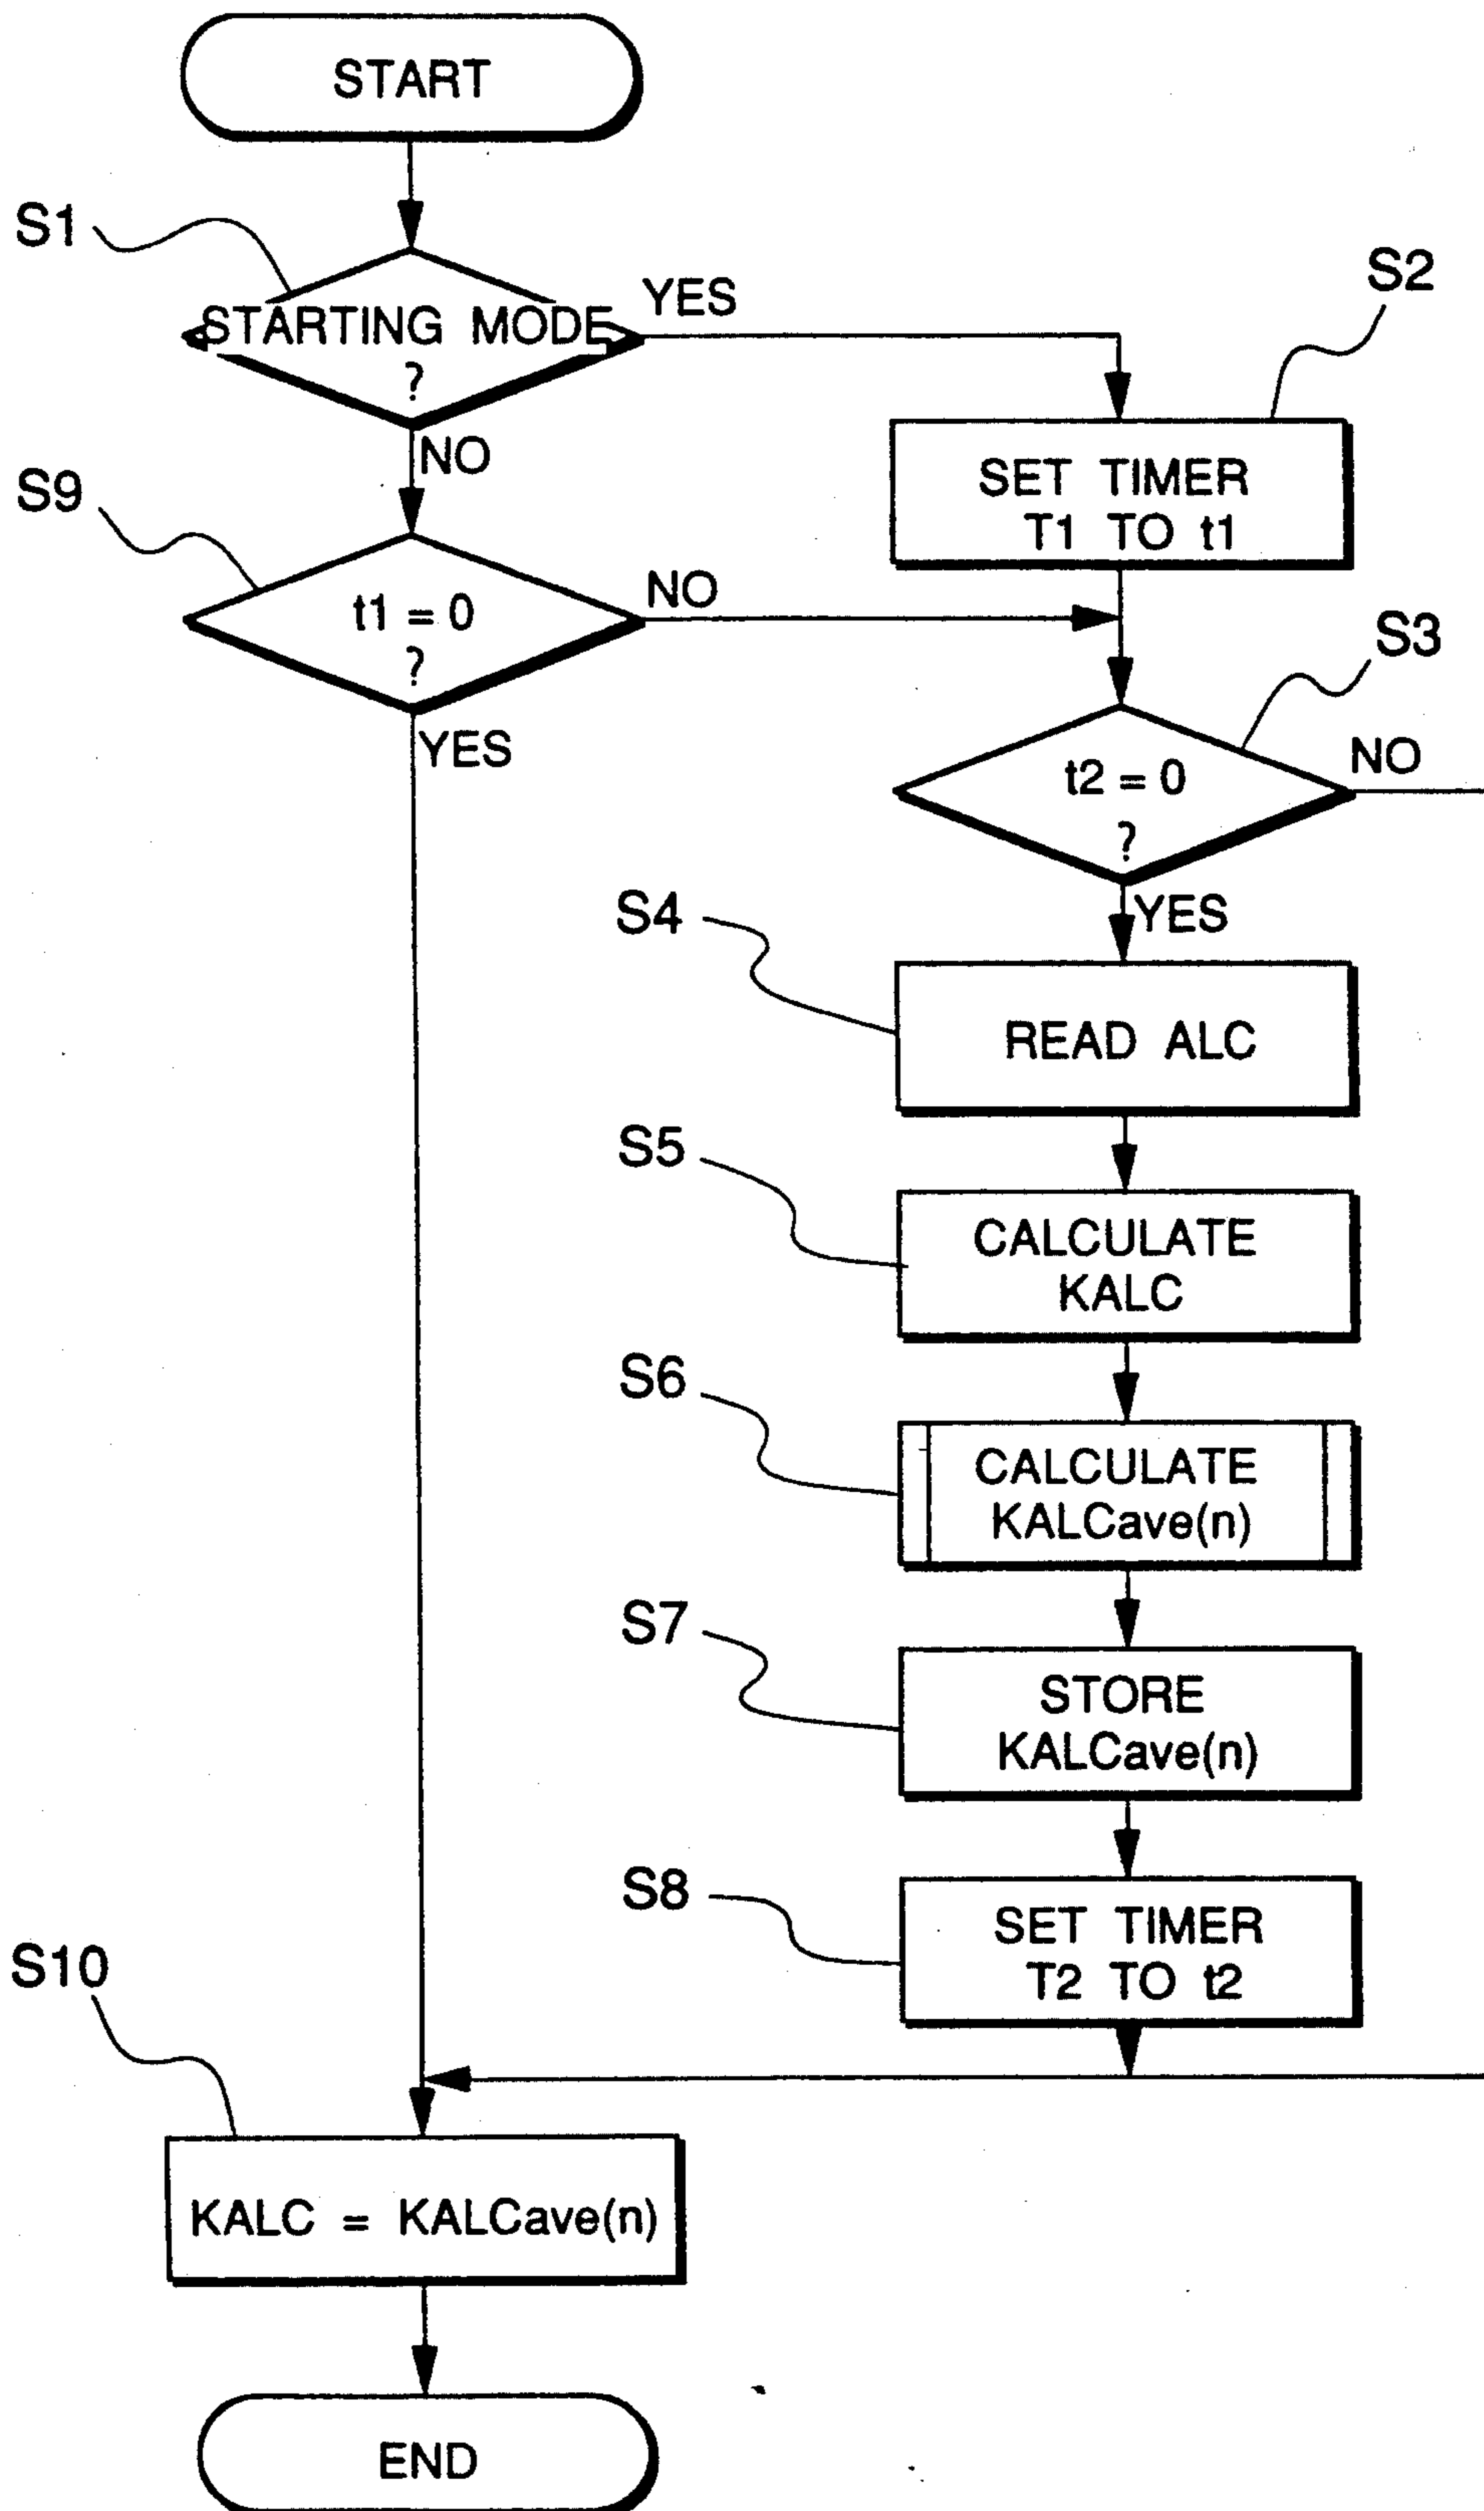 START
S1
STARTING MODE
?
YES
NO
S2
SET TIMER
T1 TO t1
S9
t1 = 0
?
NO
YES
S3
t2 = 0
?
NO
YES
S4
READ ALC
S5
CALCULATE
KALC
S6
CALCULATE
KALCave(n)
S7
STORE
KALCave(n)
S8
SET TIMER
T2 TO t2
S10
KALC = KALCave(n)
END